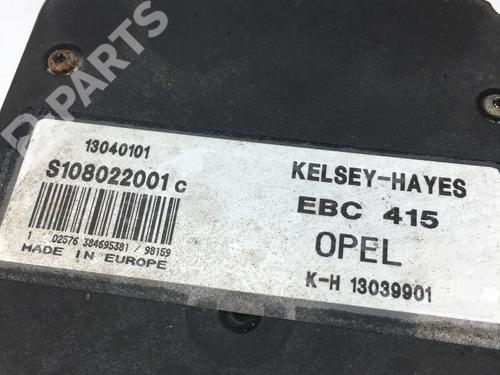 D-PARTS
13040101
S108022001 C
1 02576 384695381 / 98159
MADE IN EUROPE
KELSEY-HAYES
EBC 415
OPEL
K-H 13039901